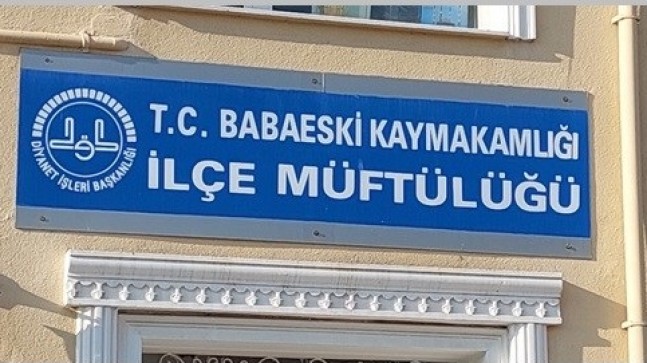 T.C. BABAESKİ KAYMAKAMLIĞI
İLÇE MÜFTÜLÜĞÜ
DİYANET İŞLERİ BAŞKANLIĞI